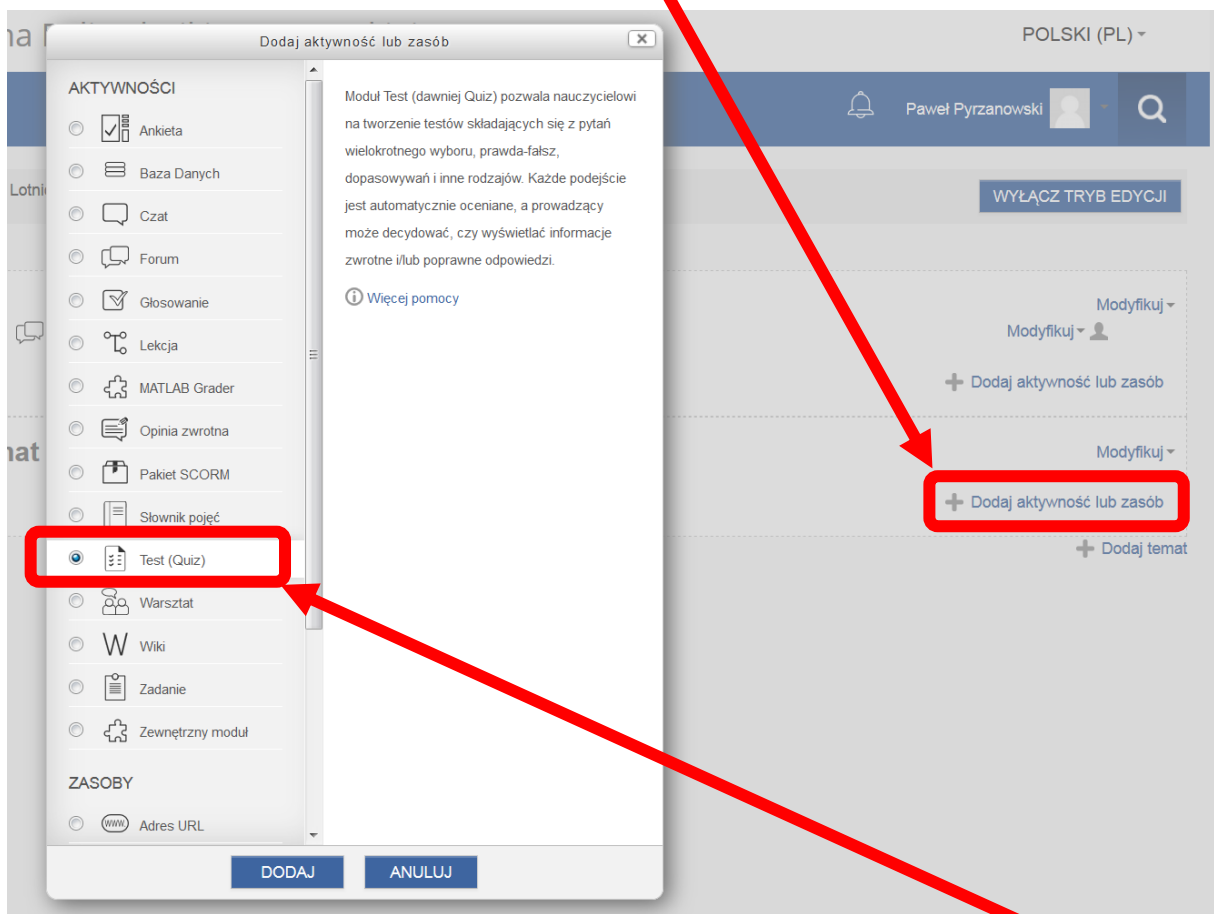 Dodaj aktywność lub zasób
POLSKI (PL)
Paweł Pyrzanowski
WYŁĄCZ TRYB EDYCJI
AKTYWNOŚCI
Ankieta
Baza Danych
Czat
Forum
Głosowanie
Lekcja
MATLAB Grader
Opinia zwrotna
Pakiet SCORM
Słownik pojęć
Test (Quiz)
Warsztat
W Wiki
Zadanie
Zewnętrzny moduł
ZASOBY
www. Adres URL
Moduł Test (dawniej Quiz) pozwala nauczycielowi
na tworzenie testów składających się z pytań
wielokrotnego wyboru, prawda-fałsz,
dopasowywań i inne rodzajów. Każde podejście
jest automatycznie oceniane, a prowadzący
może decydować, czy wyświetlać informacje
zwrotne i/lub poprawne odpowiedzi.
Więcej pomocy
DODAJ
ANULUJ
Modyfikuj
Modyfikuj
Dodaj aktywność lub zasób
Modyfikuj
Dodaj aktywność lub zasób
Dodaj temat